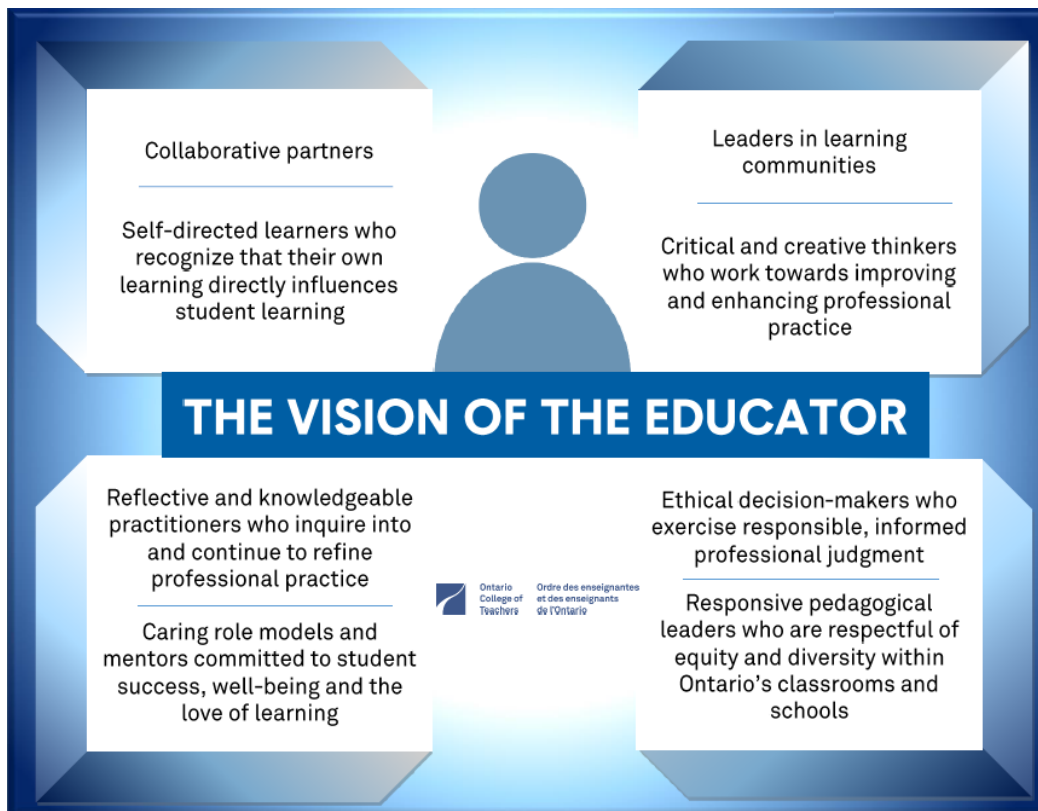 Collaborative partners
Self-directed learners who
recognize that their own
learning directly influences
student learning
Leaders in learning
communities
Critical and creative thinkers
who work towards improving
and enhancing professional
practice
THE VISION OF THE EDUCATOR
Reflective and knowledgeable
practitioners who inquire into
and continue to refine
professional practice
Caring role models and
mentors committed to student
success, well-being and the
love of learning
Ontario
College of
Teachers
Ordre des enseignantes
et des enseignants
de l'Ontario
Ethical decision-makers who
exercise responsible, informed
professional judgment
Responsive pedagogical
leaders who are respectful of
equity and diversity within
Ontario's classrooms and
schools